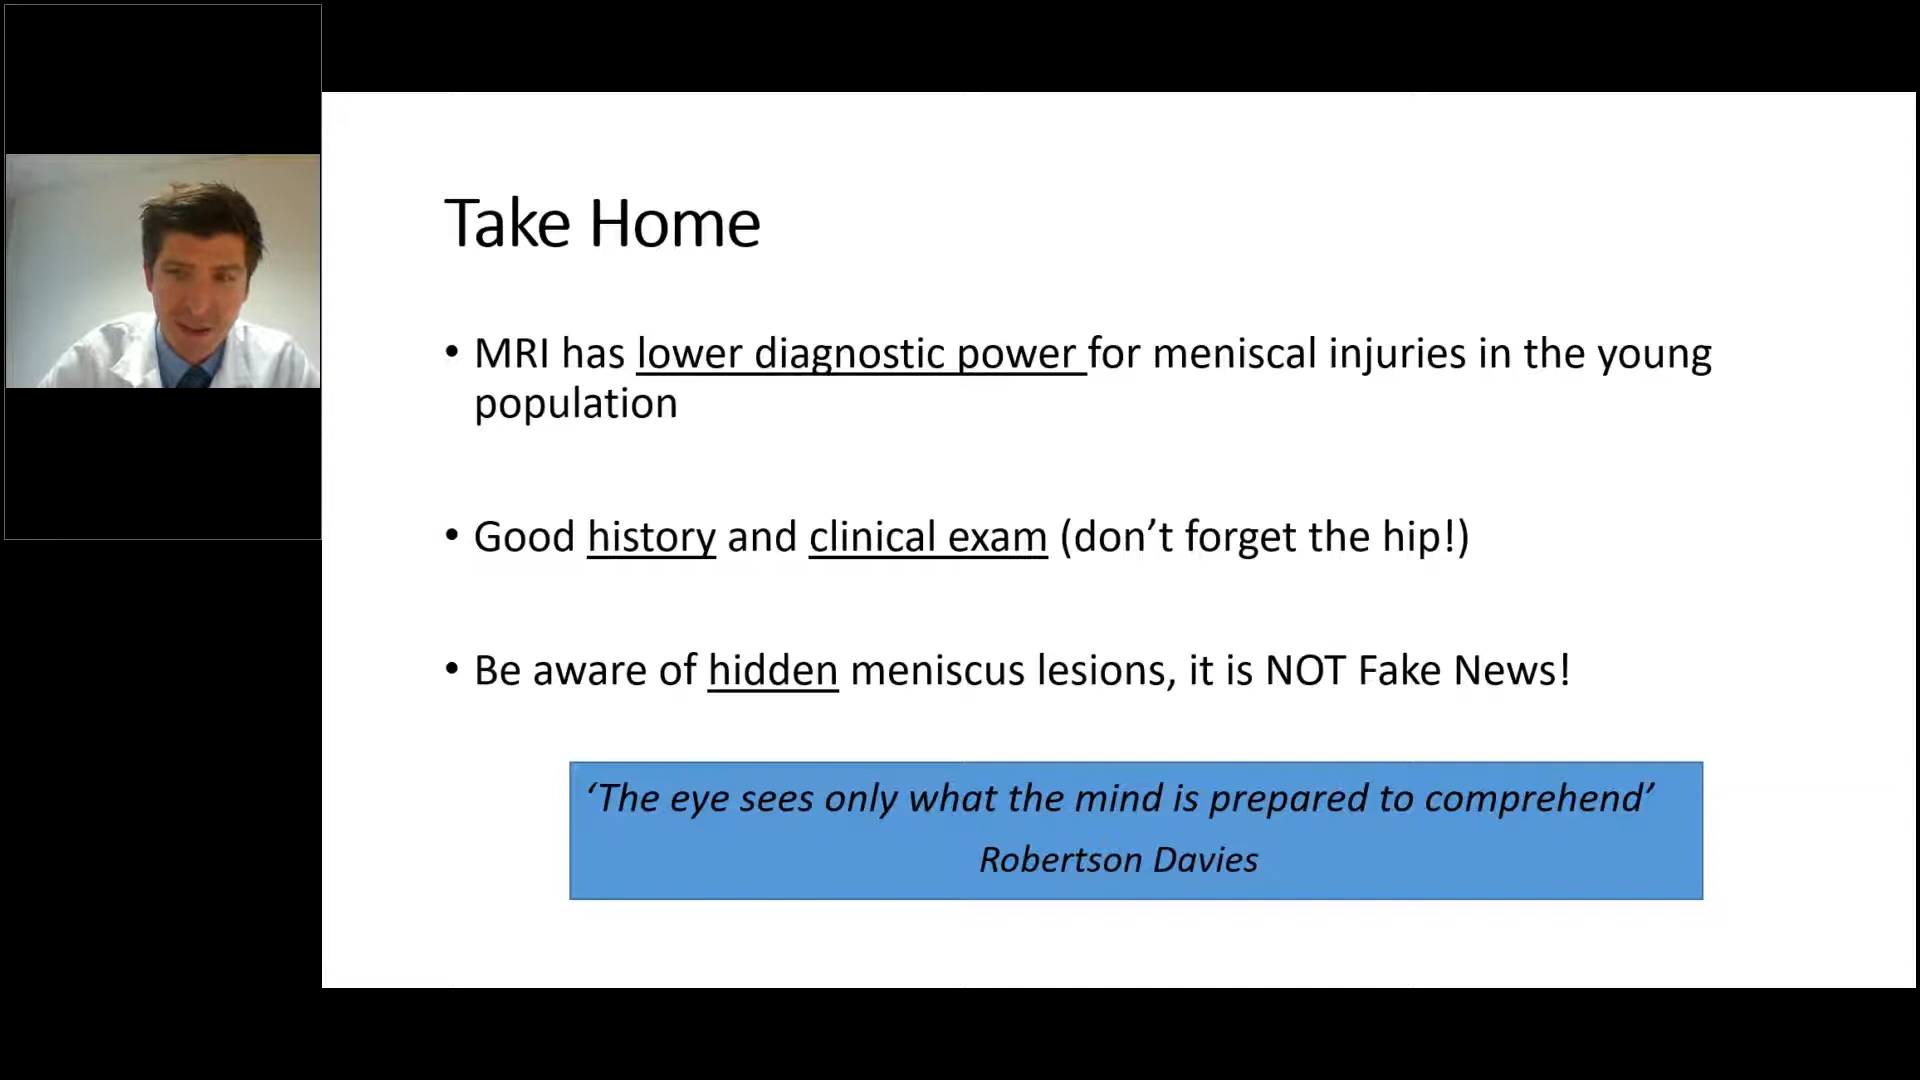 Take Home
• MRI has lower diagnostic power for meniscal injuries in the young
population
• Good history and clinical exam (don’t forget the hip!)
• Be aware of hidden meniscus lesions, it is NOT Fake News!
‘The eye sees only what the mind is prepared to comprehend’
Robertson Davies